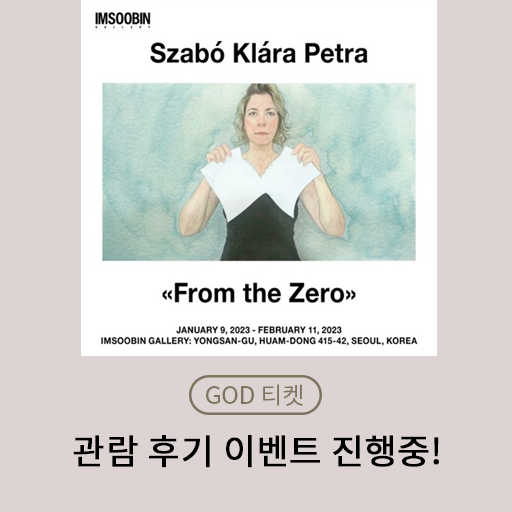 IMSOOBIN
GALLERY
Szabó Klára Petra
«From the Zero»
JANUARY 9, 2023 - FEBRUARY 11, 2023
IMSOOBIN GALLERY: YONGSAN-GU, HUAM-DONG 415-42, SEOUL, KOREA
GOD 티켓
관람 후기 이벤트 진행중!